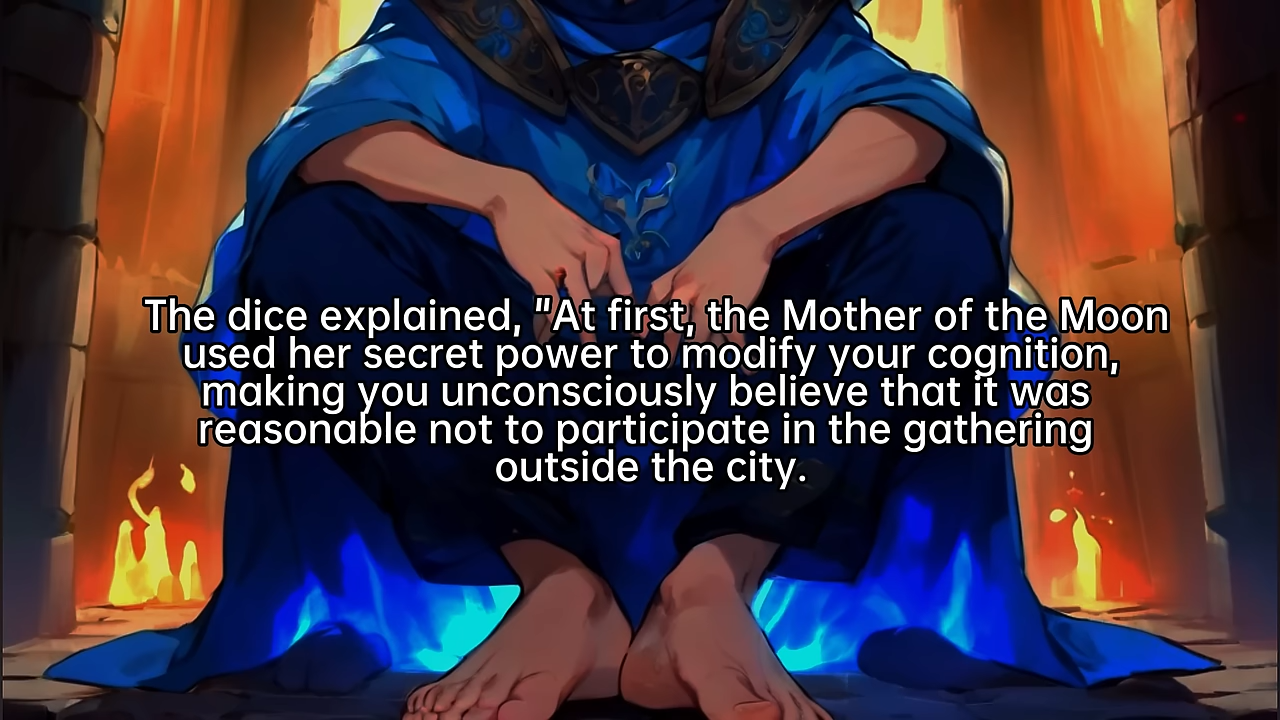 The dice explained, "At first, the Mother of the Moon
used her secret power to modify your cognition,
making you unconsciously believe that it was
reasonable not to participate in the gathering
outside the city.